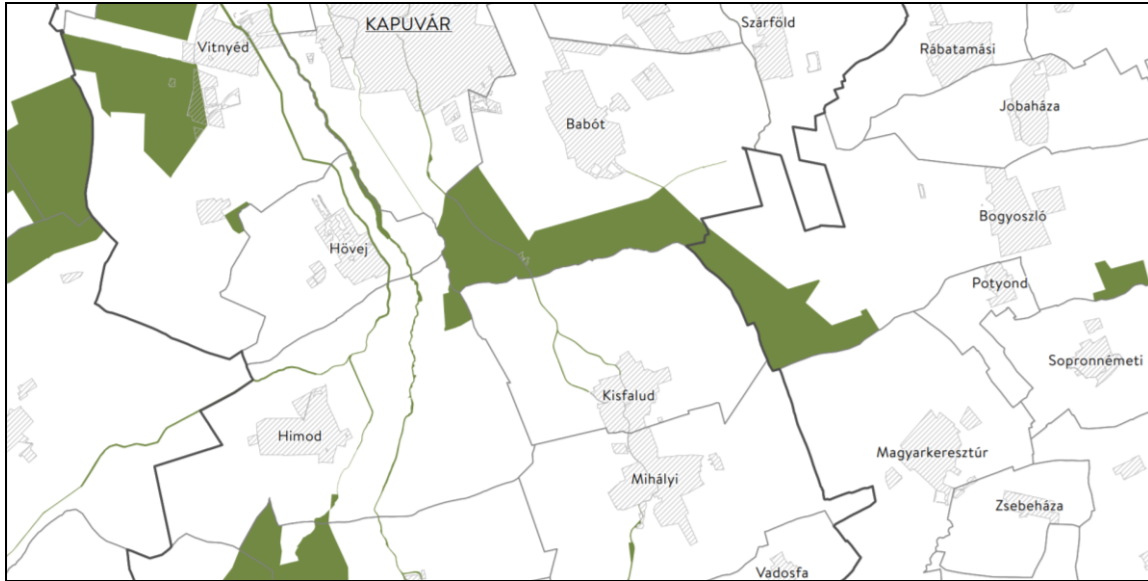 KAPUVÁR
Szárföld
Vitnyéd
Rábatamási
Jobaháza
Babót
Bogyoszló
Hövej
Potyond
Sopronnémeti
Kisfalud
Himod
Magyarkeresztúr
Mihályi
Zsebeháza
Vadosfa